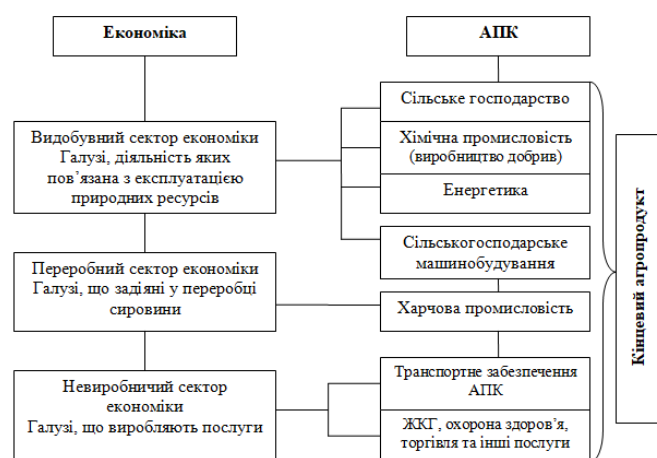 Економіка
АПК
Видобувний сектор економіки
Галузі, діяльність яких
пов’язана з експлуатацією
природних ресурсів
Переробний сектор економіки
Галузі, що задіяні у переробці
сировини
Невиробничий сектор
економіки
Галузі, що виробляють послуги
Сільське господарство
Хімічна промисловість
(виробництво добрив)
Енергетика
Сільськогосподарське
машинобудування
Харчова промисловість
Транспортне забезпечення
АПК
ЖКГ, охорона здоров’я,
торгівля та інші послуги
Кінцевий агропродукт